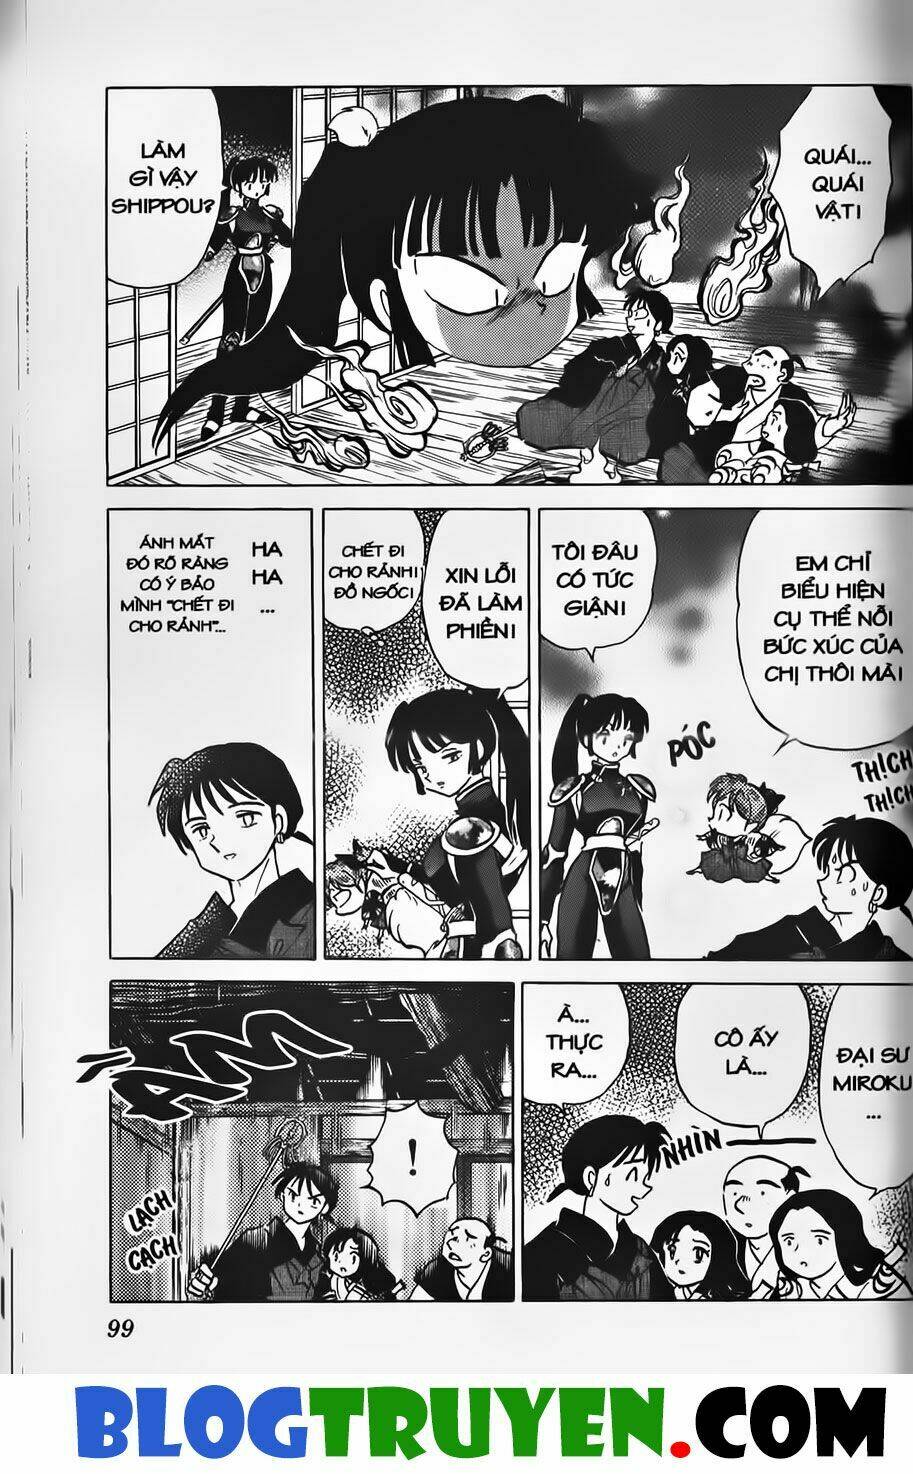 QUÁI...
QUÁI
VẬT!
LÀM
GÌ VẬY
SHIPPOU?
EM CHỈ
BIỂU HIỆN
CỤ THỂ NỖI
BỨC XÚC CỦA
CHỊ THÔI MÀ!
THỊCH
THỊCH
PÓC
TÔI ĐÂU
CÓ TỨC
GIẬN!
XIN LỖI
ĐÃ LÀM
PHIỀN!
CHẾT ĐI
CHO RẢNH!
ĐỒ NGỐC!
HA
HA
...
ÁNH MẮT
ĐÓ RÕ RÀNG
CÓ Ý BẢO
MÌNH "CHẾT ĐI
CHO RẢNH"...
ĐẠI SƯ
MIROKU
...
CÔ ẤY
LÀ...
NHÌN
À...
THỰC
RA...
ẦM
!
LẠCH
CẠCH
99
BLOGTRUYEN.COM